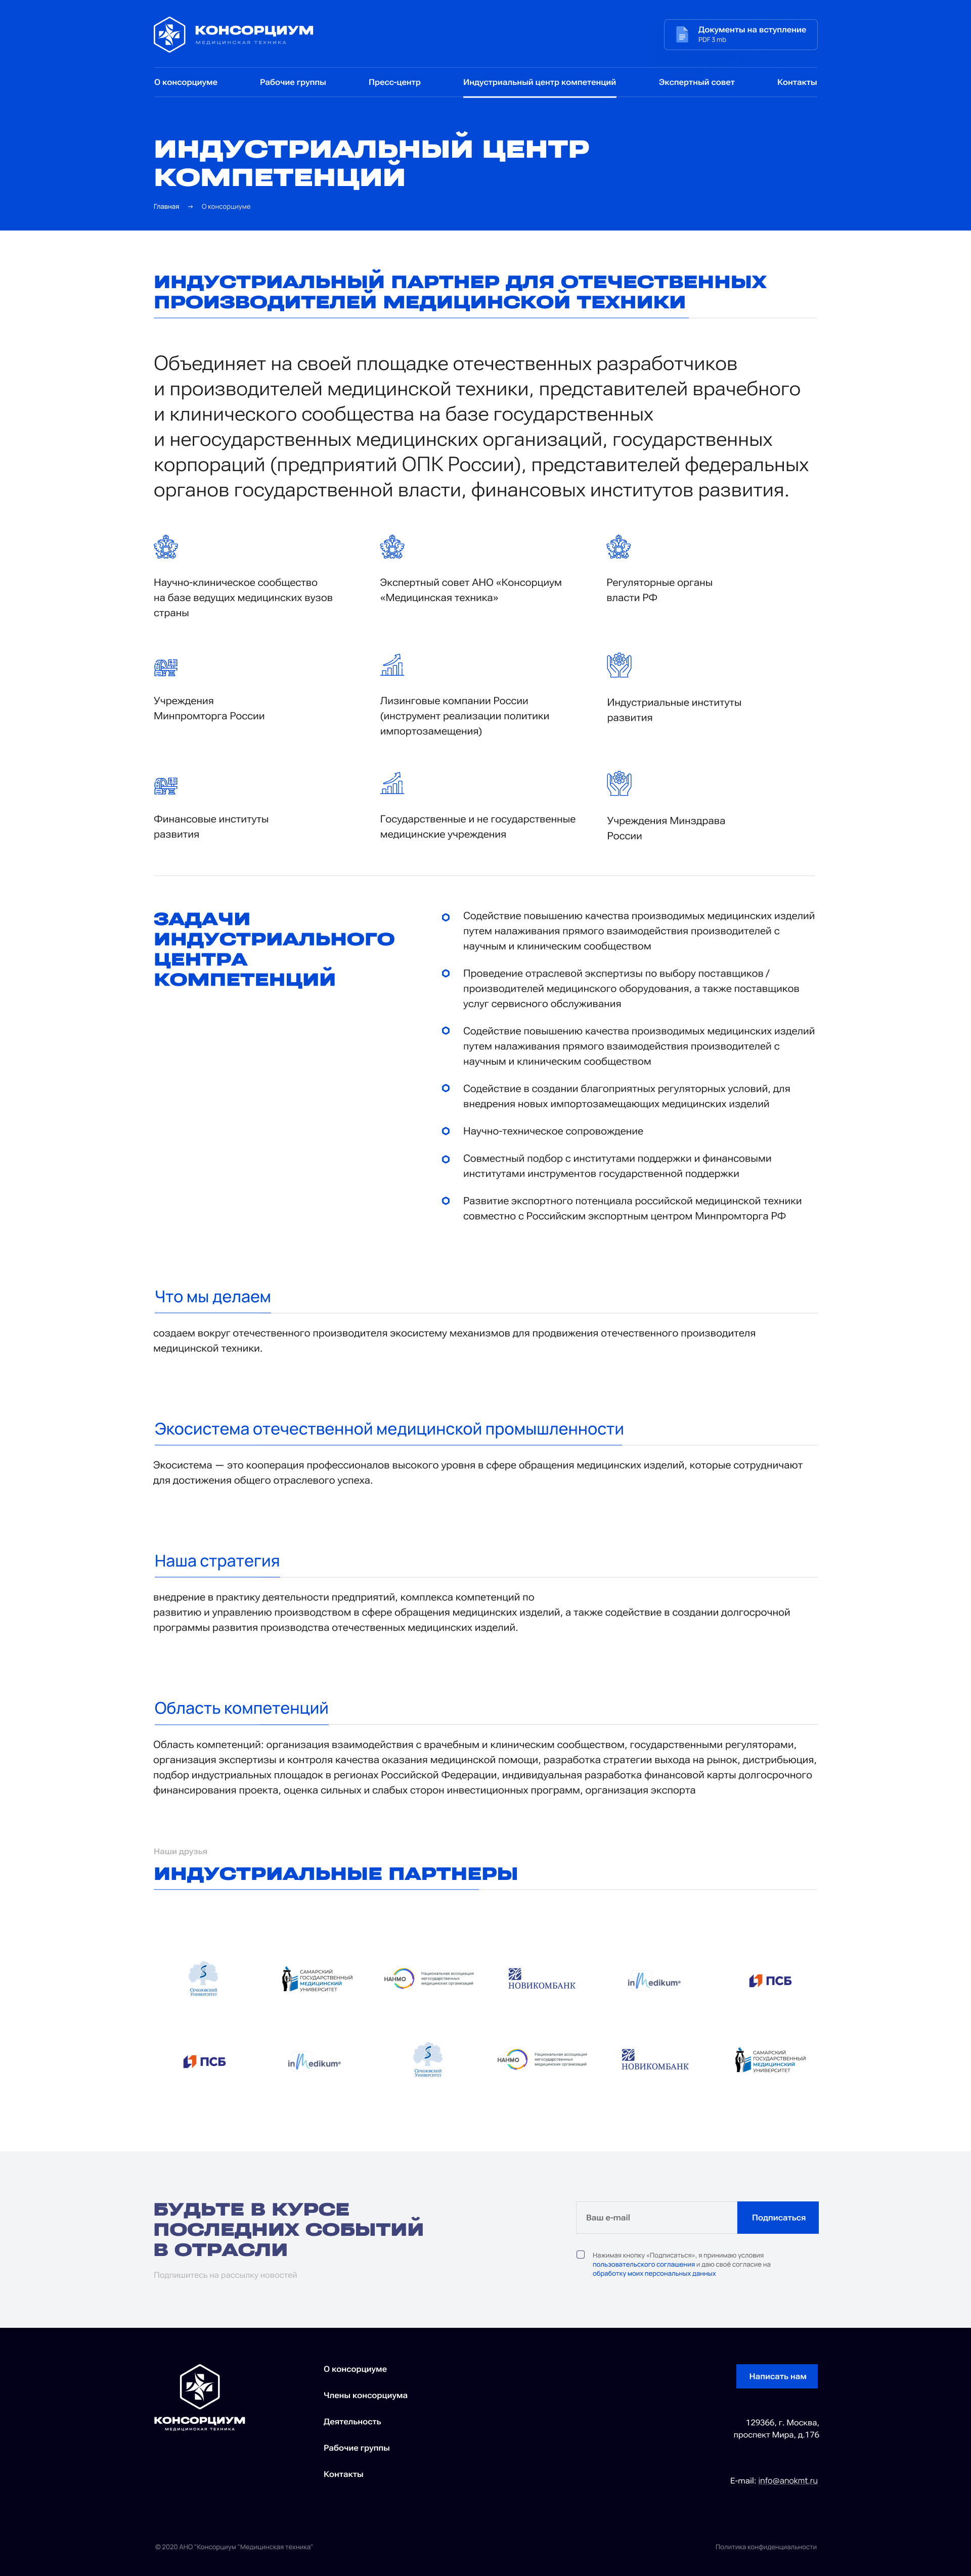 КОНСОРЦИУМ
МЕДИЦИНСКАЯ ТЕХНИКА
Документы на вступление
PDF 3 mb
О консорциуме
Рабочие группы
Пресс-центр
Индустриальный центр компетенций
Экспертный совет
Контакты
ИНДУСТРИАЛЬНЫЙ ЦЕНТР
КОМПЕТЕНЦИЙ
Главная → О консорциуме
ИНДУСТРИАЛЬНЫЙ ПАРТНЕР ДЛЯ ОТЕЧЕСТВЕННЫХ
ПРОИЗВОДИТЕЛЕЙ МЕДИЦИНСКОЙ ТЕХНИКИ
Объединяет на своей площадке отечественных разработчиков
и производителей медицинской техники, представителей врачебного
и клинического сообщества на базе государственных
и негосударственных медицинских организаций, государственных
корпораций (предприятий ОПК России), представителей федеральных
органов государственной власти, финансовых институтов развития.
Научно-клиническое сообщество
на базе ведущих медицинских вузов
страны
Экспертный совет АНО «Консорциум
«Медицинская техника»
Регуляторные органы
власти РФ
Учреждения
Минпромторга России
Лизинговые компании России
(инструмент реализации политики
импортозамещения)
Индустриальные институты
развития
Финансовые институты
развития
Государственные и не государственные
медицинские учреждения
Учреждения Минздрава
России
ЗАДАЧИ
ИНДУСТРИАЛЬНОГО
ЦЕНТРА
КОМПЕТЕНЦИЙ
Содействие повышению качества производимых медицинских изделий
путем налаживания прямого взаимодействия производителей с
научным и клиническим сообществом
Проведение отраслевой экспертизы по выбору поставщиков /
производителей медицинского оборудования, а также поставщиков
услуг сервисного обслуживания
Содействие повышению качества производимых медицинских изделий
путем налаживания прямого взаимодействия производителей с
научным и клиническим сообществом
Содействие в создании благоприятных регуляторных условий, для
внедрения новых импортозамещающих медицинских изделий
Научно-техническое сопровождение
Совместный подбор с институтами поддержки и финансовыми
институтами инструментов государственной поддержки
Развитие экспортного потенциала российской медицинской техники
совместно с Российским экспортным центром Минпромторга РФ
Что мы делаем
создаем вокруг отечественного производителя экосистему механизмов для продвижения отечественного производителя
медицинской техники.
Экосистема отечественной медицинской промышленности
Экосистема — это кооперация профессионалов высокого уровня в сфере обращения медицинских изделий, которые сотрудничают
для достижения общего отраслевого успеха.
Наша стратегия
внедрение в практику деятельности предприятий, комплекса компетенций по
развитию и управлению производством в сфере обращения медицинских изделий, а также содействие в создании долгосрочной
программы развития производства отечественных медицинских изделий.
Область компетенций
Область компетенций: организация взаимодействия с врачебным и клиническим сообществом, государственными регуляторами,
организация экспертизы и контроля качества оказания медицинской помощи, разработка стратегии выхода на рынок, дистрибьюция,
подбор индустриальных площадок в регионах Российской Федерации, индивидуальная разработка финансовой карты долгосрочного
финансирования проекта, оценка сильных и слабых сторон инвестиционных программ, организация экспорта
Наши друзья
ИНДУСТРИАЛЬНЫЕ ПАРТНЕРЫ
Сеченовский
Университет
САМАРСКИЙ
ГОСУДАРСТВЕННЫЙ
МЕДИЦИНСКИЙ
УНИВЕРСИТЕТ
НАНМО
Национальная ассоциация
негосударственных
медицинских организаций
НОВИКОМБАНК
inMedikum®
ПСБ
ПСБ
inMedikum®
Сеченовский
Университет
НАНМО
Национальная ассоциация
негосударственных
медицинских организаций
НОВИКОМБАНК
САМАРСКИЙ
ГОСУДАРСТВЕННЫЙ
МЕДИЦИНСКИЙ
УНИВЕРСИТЕТ
БУДЬТЕ В КУРСЕ
ПОСЛЕДНИХ СОБЫТИЙ
В ОТРАСЛИ
Подпишитесь на рассылку новостей
Ваш e-mail
Подписаться
Нажимая кнопку «Подписаться», я принимаю условия
пользовательского соглашения и даю своё согласие на
обработку моих персональных данных
КОНСОРЦИУМ
МЕДИЦИНСКАЯ ТЕХНИКА
О консорциуме
Члены консорциума
Деятельность
Рабочие группы
Контакты
Написать нам
129366, г. Москва,
проспект Мира, д.176
E-mail: info@anokmt.ru
© 2020 АНО "Консорциум "Медицинская техника"
Политика конфиденциальности